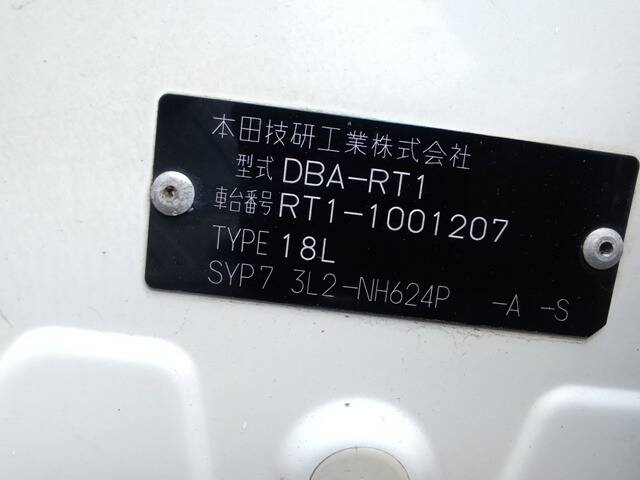 本田技研工業株式会社
型式 DBA-RT1
車台番号 RT1-1001207
TYPE 18L
SYP7 3L2-NH624P -A -S